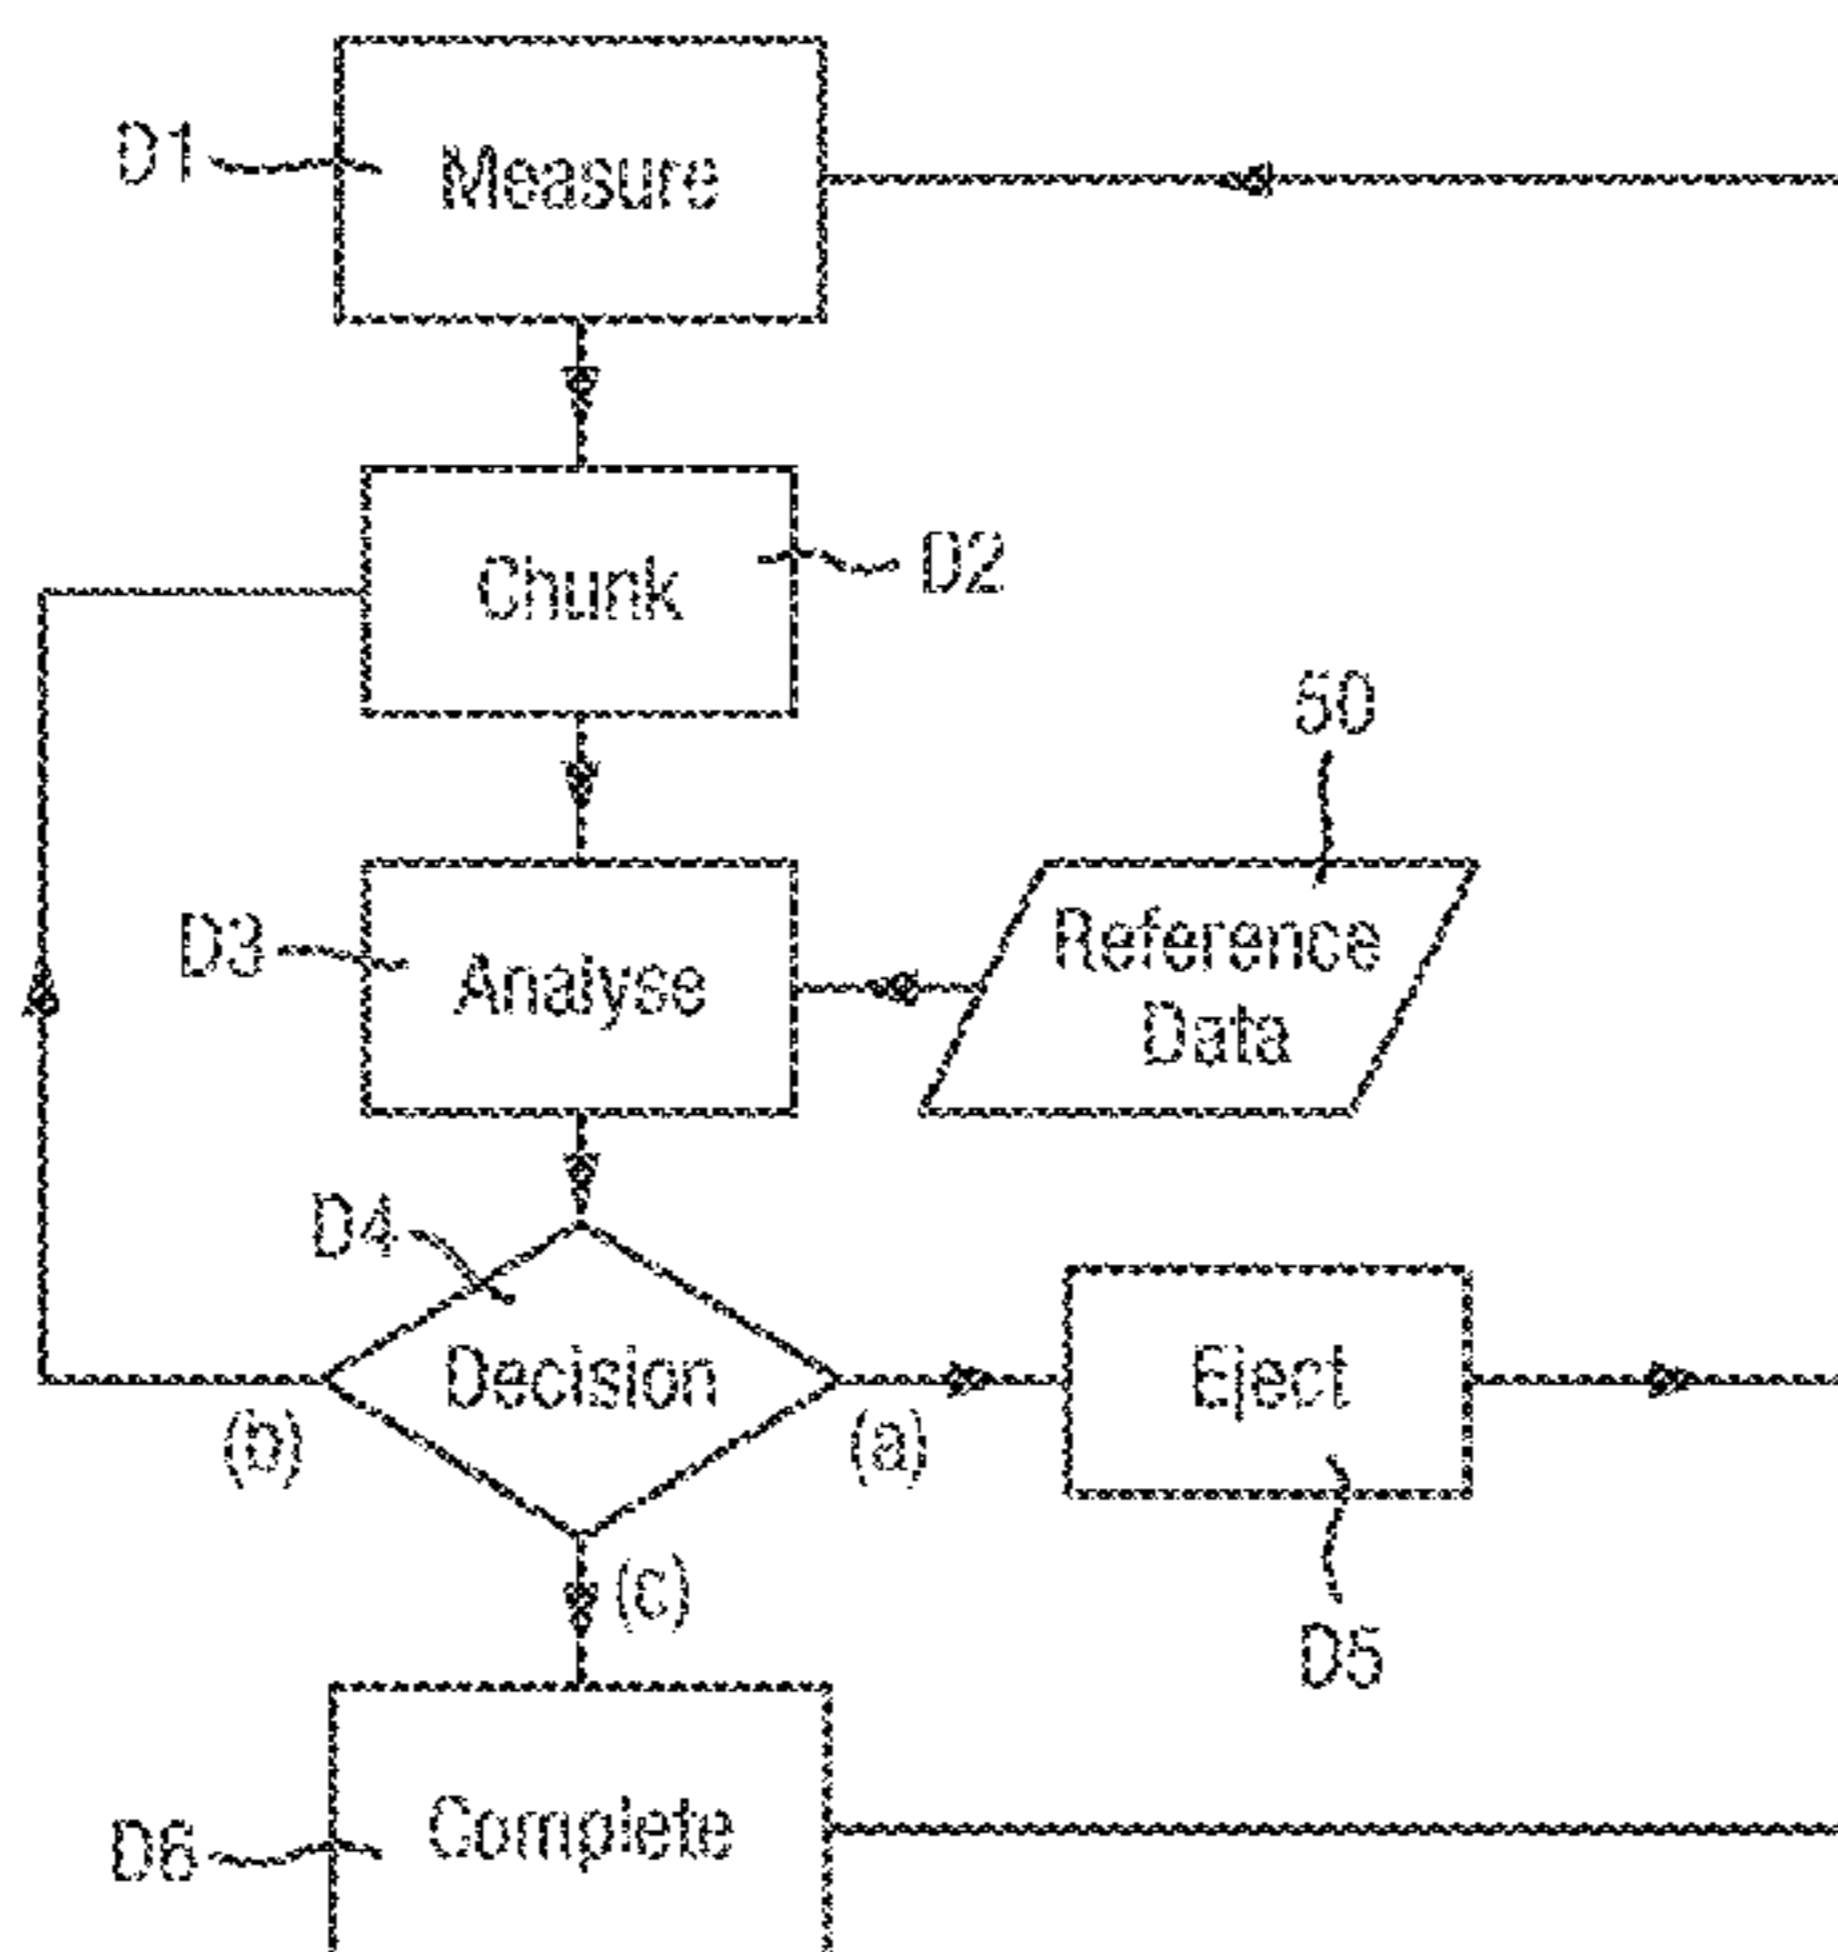 D1
Measure
Chunk
D2
50
D3
Analyse
Reference
Data
D4
Decision
Eject
(b)
(a)
(c)
D5
Complete
D6